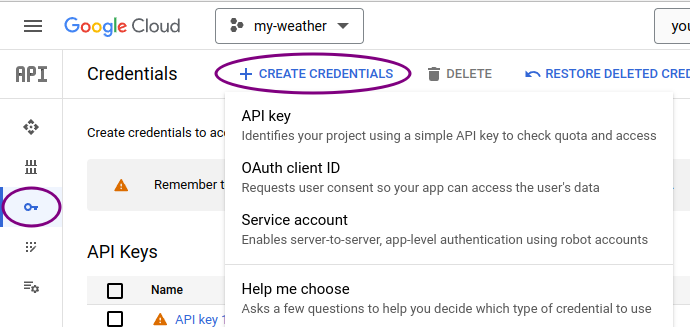 Google Cloud
my-weather
you
API
Credentials
+ CREATE CREDENTIALS
DELETE
RESTORE DELETED CRED
Create credentials to acc
API key
Identifies your project using a simple API key to check quota and access
Remember t
OAuth client ID
Requests user consent so your app can access the user's data
Service account
Enables server-to-server, app-level authentication using robot accounts
API Keys
Help me choose
Asks a few questions to help you decide which type of credential to use
Name
API key 1